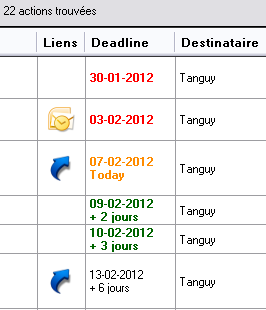 22 actions trouvées
Liens Deadline Destinataire
30-01-2012 Tanguy
03-02-2012 Tanguy
07-02-2012
Today Tanguy
09-02-2012
+ 2 jours Tanguy
10-02-2012
+ 3 jours Tanguy
13-02-2012
+ 6 jours Tanguy